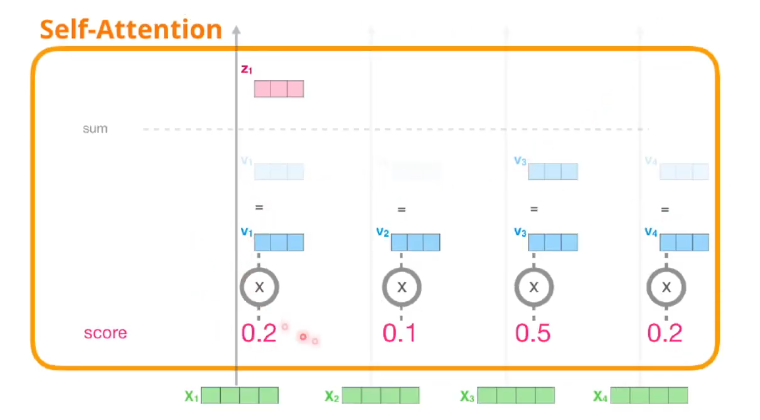 Self-Attention
z1
sum
v1 v3 v4
= = = =
v1 v2 v3 v4
X X X X
score 0.2 0.1 0.5 0.2
X1 X2 X3 X4